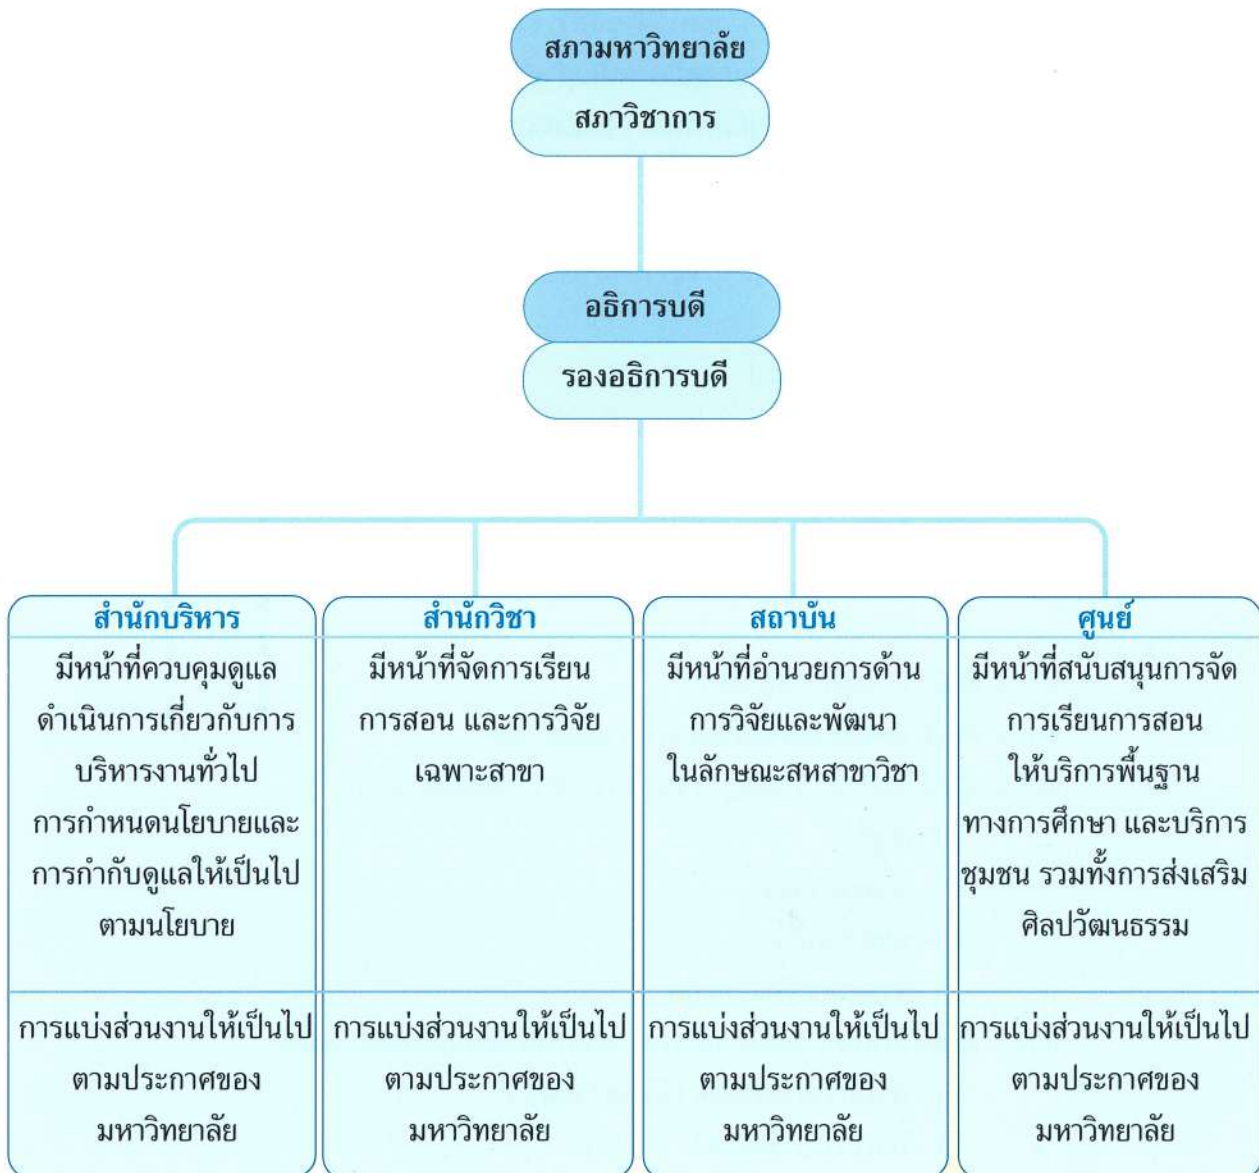 สภามหาวิทยาลัย
สภาวิชาการ
อธิการบดี
รองอธิการบดี
สำนักบริหาร
มีหน้าที่ควบคุมดูแล
ดำเนินการเกี่ยวกับการ
บริหารงานทั่วไป
การกำหนดนโยบายและ
การกำกับดูแลให้เป็นไป
ตามนโยบาย
การแบ่งส่วนงานให้เป็นไป
ตามประกาศของ
มหาวิทยาลัย
สำนักวิชา
มีหน้าที่จัดการเรียน
การสอน และการวิจัย
เฉพาะสาขา
การแบ่งส่วนงานให้เป็นไป
ตามประกาศของ
มหาวิทยาลัย
สถาบัน
มีหน้าที่อำนวยการด้าน
การวิจัยและพัฒนา
ในลักษณะสหสาขาวิชา
การแบ่งส่วนงานให้เป็นไป
ตามประกาศของ
มหาวิทยาลัย
ศูนย์
มีหน้าที่สนับสนุนการจัด
การเรียนการสอน
ให้บริการพื้นฐาน
ทางการศึกษา และบริการ
ชุมชน รวมทั้งการส่งเสริม
ศิลปวัฒนธรรม
การแบ่งส่วนงานให้เป็นไป
ตามประกาศของ
มหาวิทยาลัย